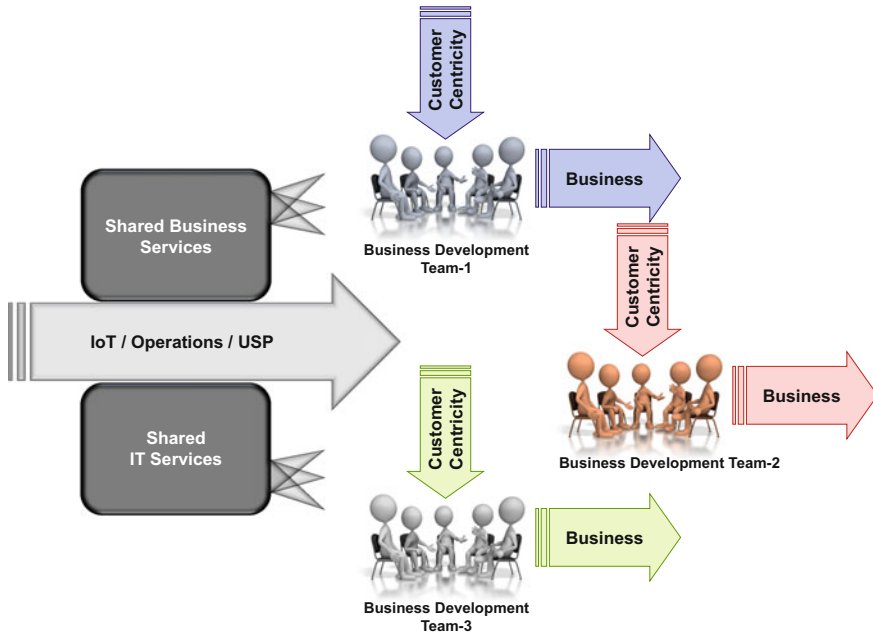 Customer
Centricity
Business
Business Development
Team-1
Shared Business
Services
IoT / Operations / USP
Shared
IT Services
Customer
Centricity
Business
Business Development Team-2
Customer
Centricity
Business
Business Development
Team-3